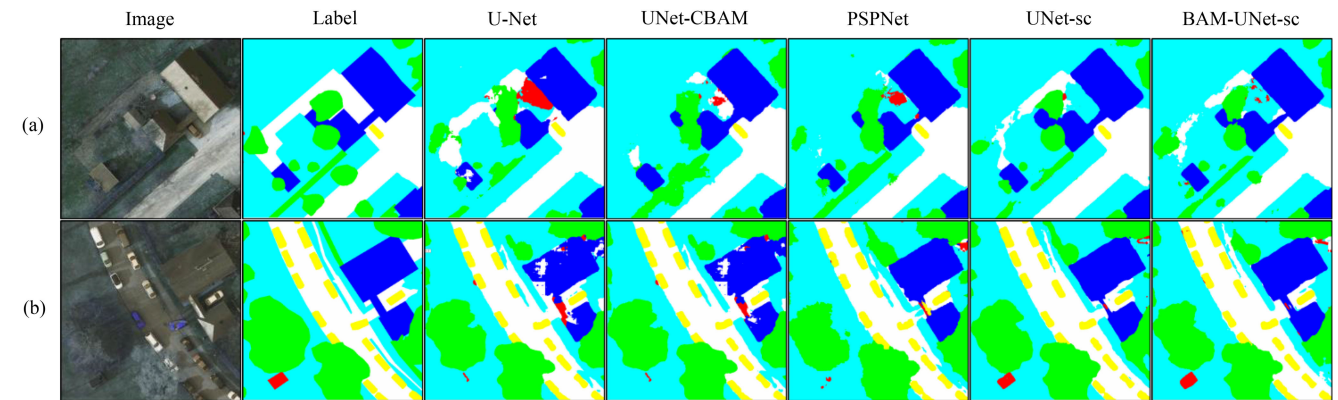 Image Label U-Net UNet-CBAM PSPNet UNet-sc BAM-UNet-sc
(a)
(b)